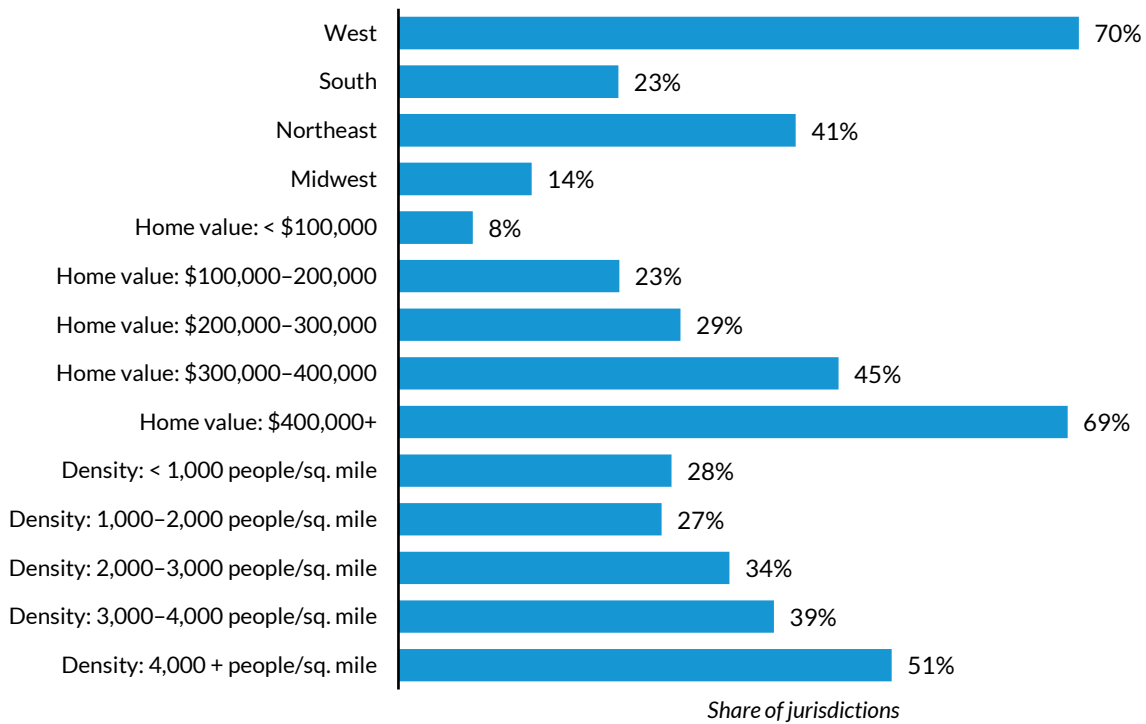 West 70%
South 23%
Northeast 41%
Midwest 14%
Home value: < $100,000 8%
Home value: $100,000–200,000 23%
Home value: $200,000–300,000 29%
Home value: $300,000–400,000 45%
Home value: $400,000+ 69%
Density: < 1,000 people/sq. mile 28%
Density: 1,000–2,000 people/sq. mile 27%
Density: 2,000–3,000 people/sq. mile 34%
Density: 3,000–4,000 people/sq. mile 39%
Density: 4,000 + people/sq. mile 51%
Share of jurisdictions